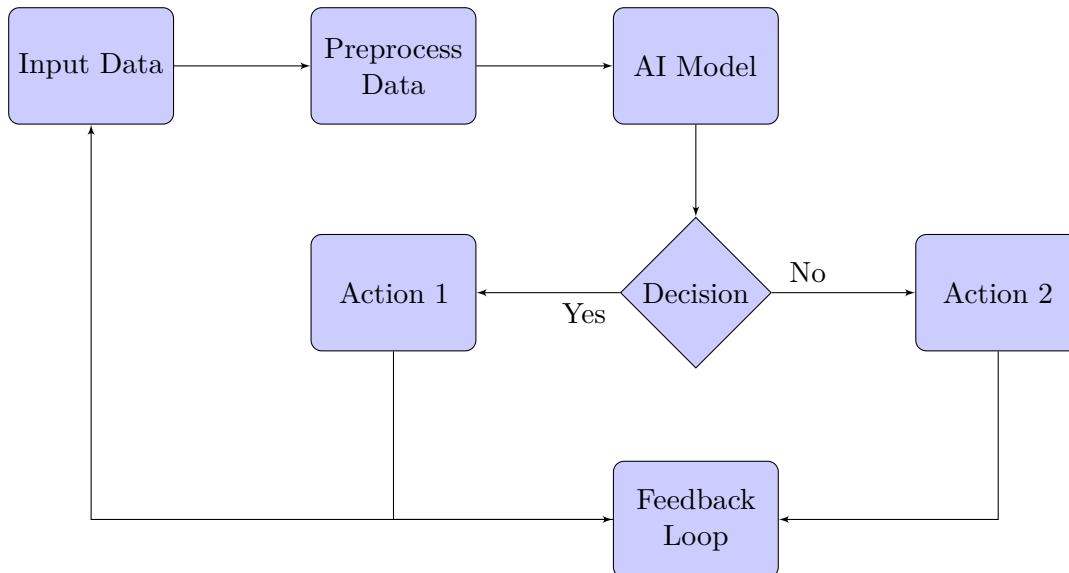 Input Data
Preprocess
Data
AI Model
Action 1
Yes
Decision
No
Action 2
Feedback
Loop